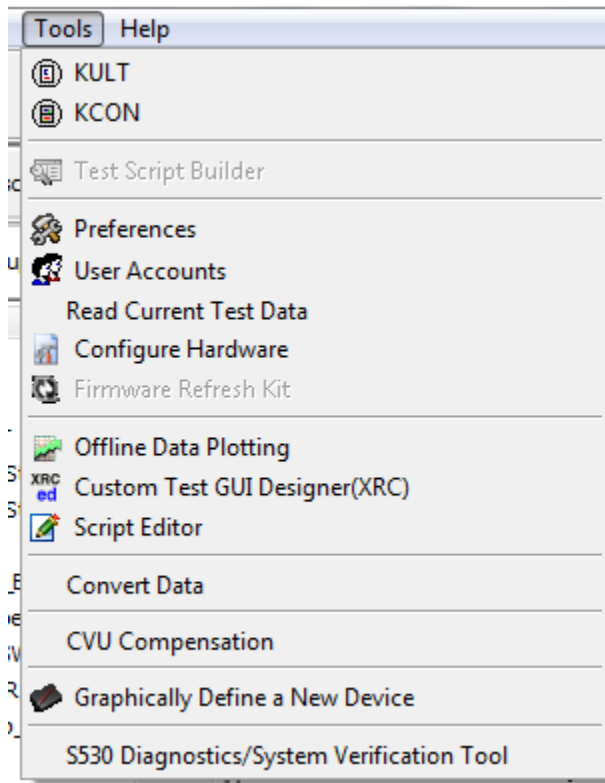 Tools Help
KULT
KCON
Test Script Builder
Preferences
User Accounts
Read Current Test Data
Configure Hardware
Firmware Refresh Kit
Offline Data Plotting
XRC ed Custom Test GUI Designer(XRC)
Script Editor
Convert Data
CVU Compensation
Graphically Define a New Device
S530 Diagnostics/System Verification Tool